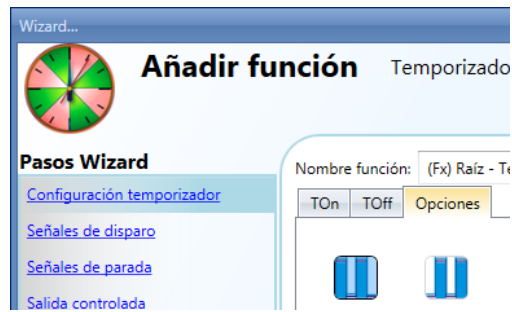 Wizard...
Añadir función Temporizado
Pasos Wizard
Nombre función: (Fx) Raíz - Te
Configuración temporizador
TOn TOff Opciones
Señales de disparo
Señales de parada
Salida controlada